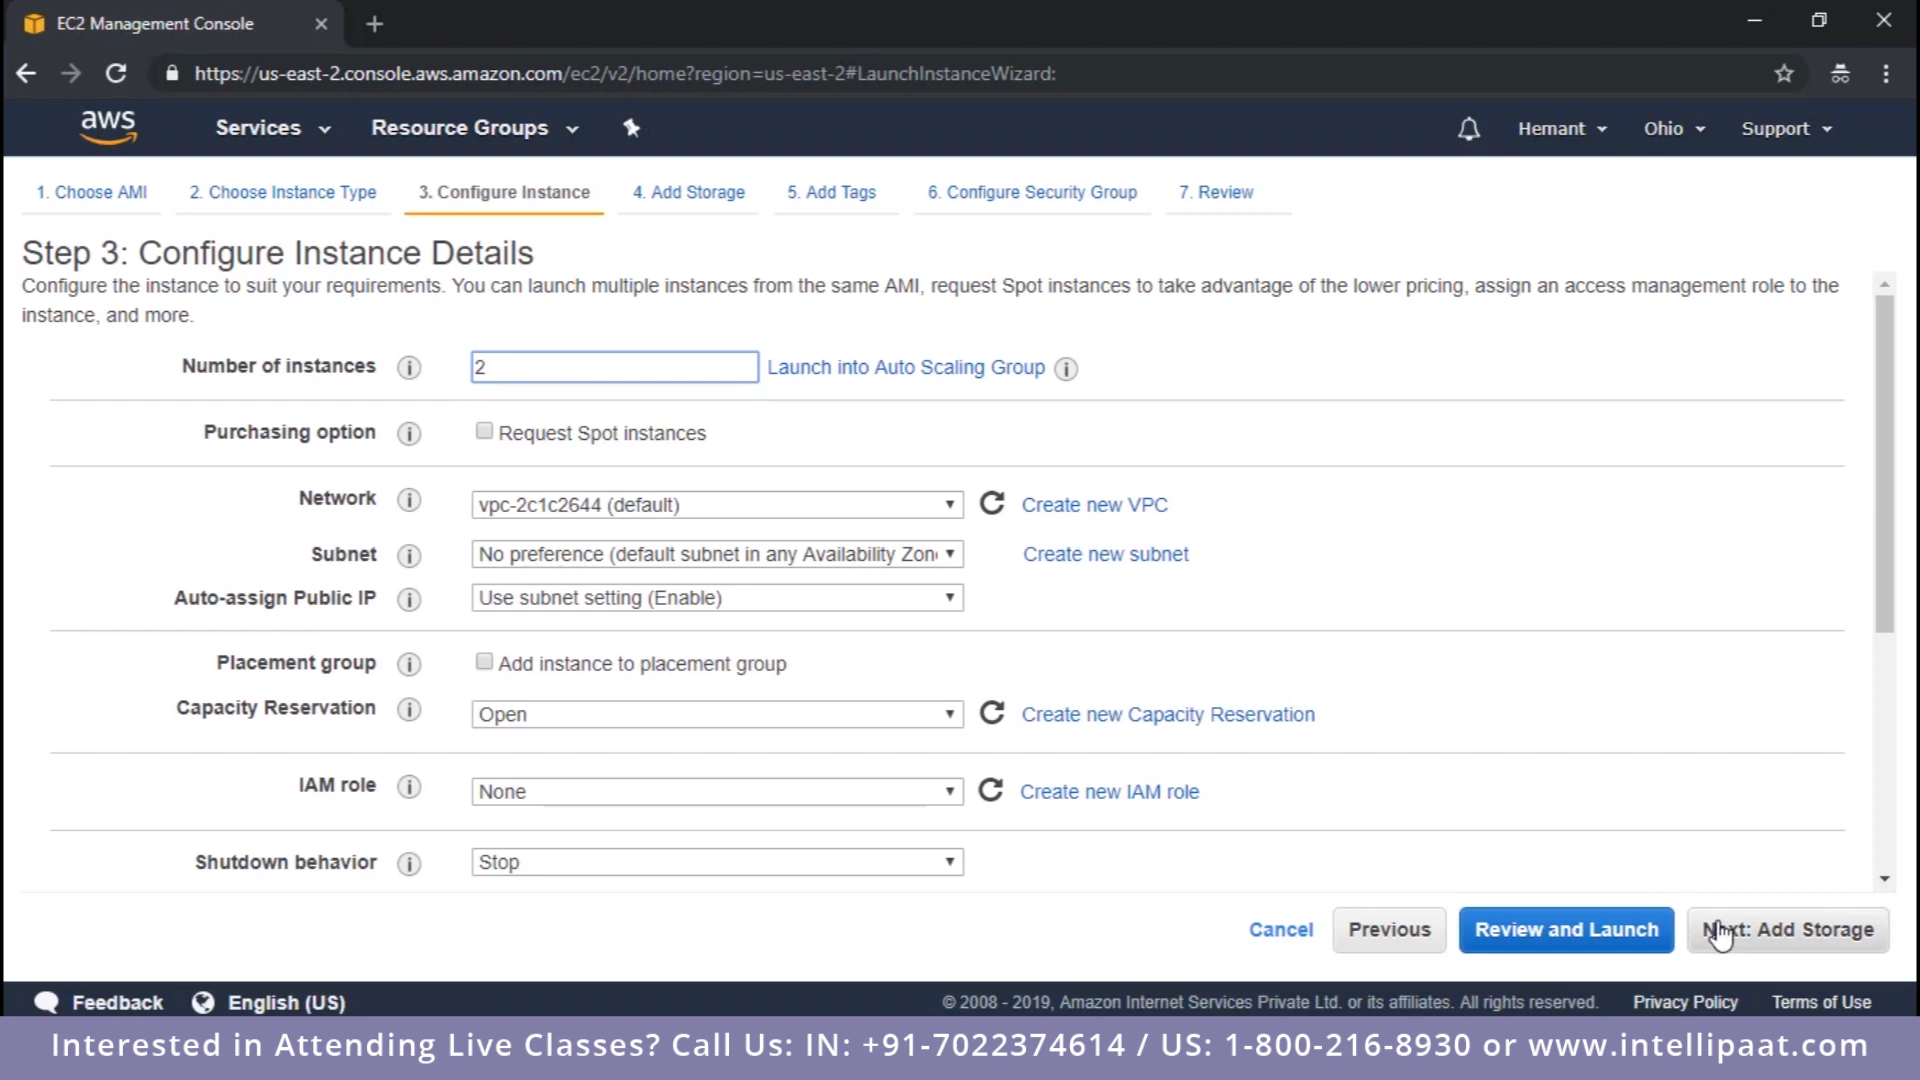 EC2 Management Console
https://us-east-2.console.aws.amazon.com/ec2/v2/home?region=us-east-2#LaunchInstanceWizard:
aws Services Resource Groups Hemant Ohio Support
1. Choose AMI 2. Choose Instance Type 3. Configure Instance 4. Add Storage 5. Add Tags 6. Configure Security Group 7. Review
Step 3: Configure Instance Details
Configure the instance to suit your requirements. You can launch multiple instances from the same AMI, request Spot instances to take advantage of the lower pricing, assign an access management role to the
instance, and more.
Number of instances 2 Launch into Auto Scaling Group
Purchasing option Request Spot instances
Network vpc-2c1c2644 (default) Create new VPC
Subnet No preference (default subnet in any Availability Zon Create new subnet
Auto-assign Public IP Use subnet setting (Enable)
Placement group Add instance to placement group
Capacity Reservation Open Create new Capacity Reservation
IAM role None Create new IAM role
Shutdown behavior Stop
Cancel Previous Review and Launch Next: Add Storage
Feedback English (US) © 2008 - 2019, Amazon Internet Services Private Ltd. or its affiliates. All rights reserved. Privacy Policy Terms of Use
Interested in Attending Live Classes? Call Us: IN: +91-7022374614 / US: 1-800-216-8930 or www.intellipaat.com